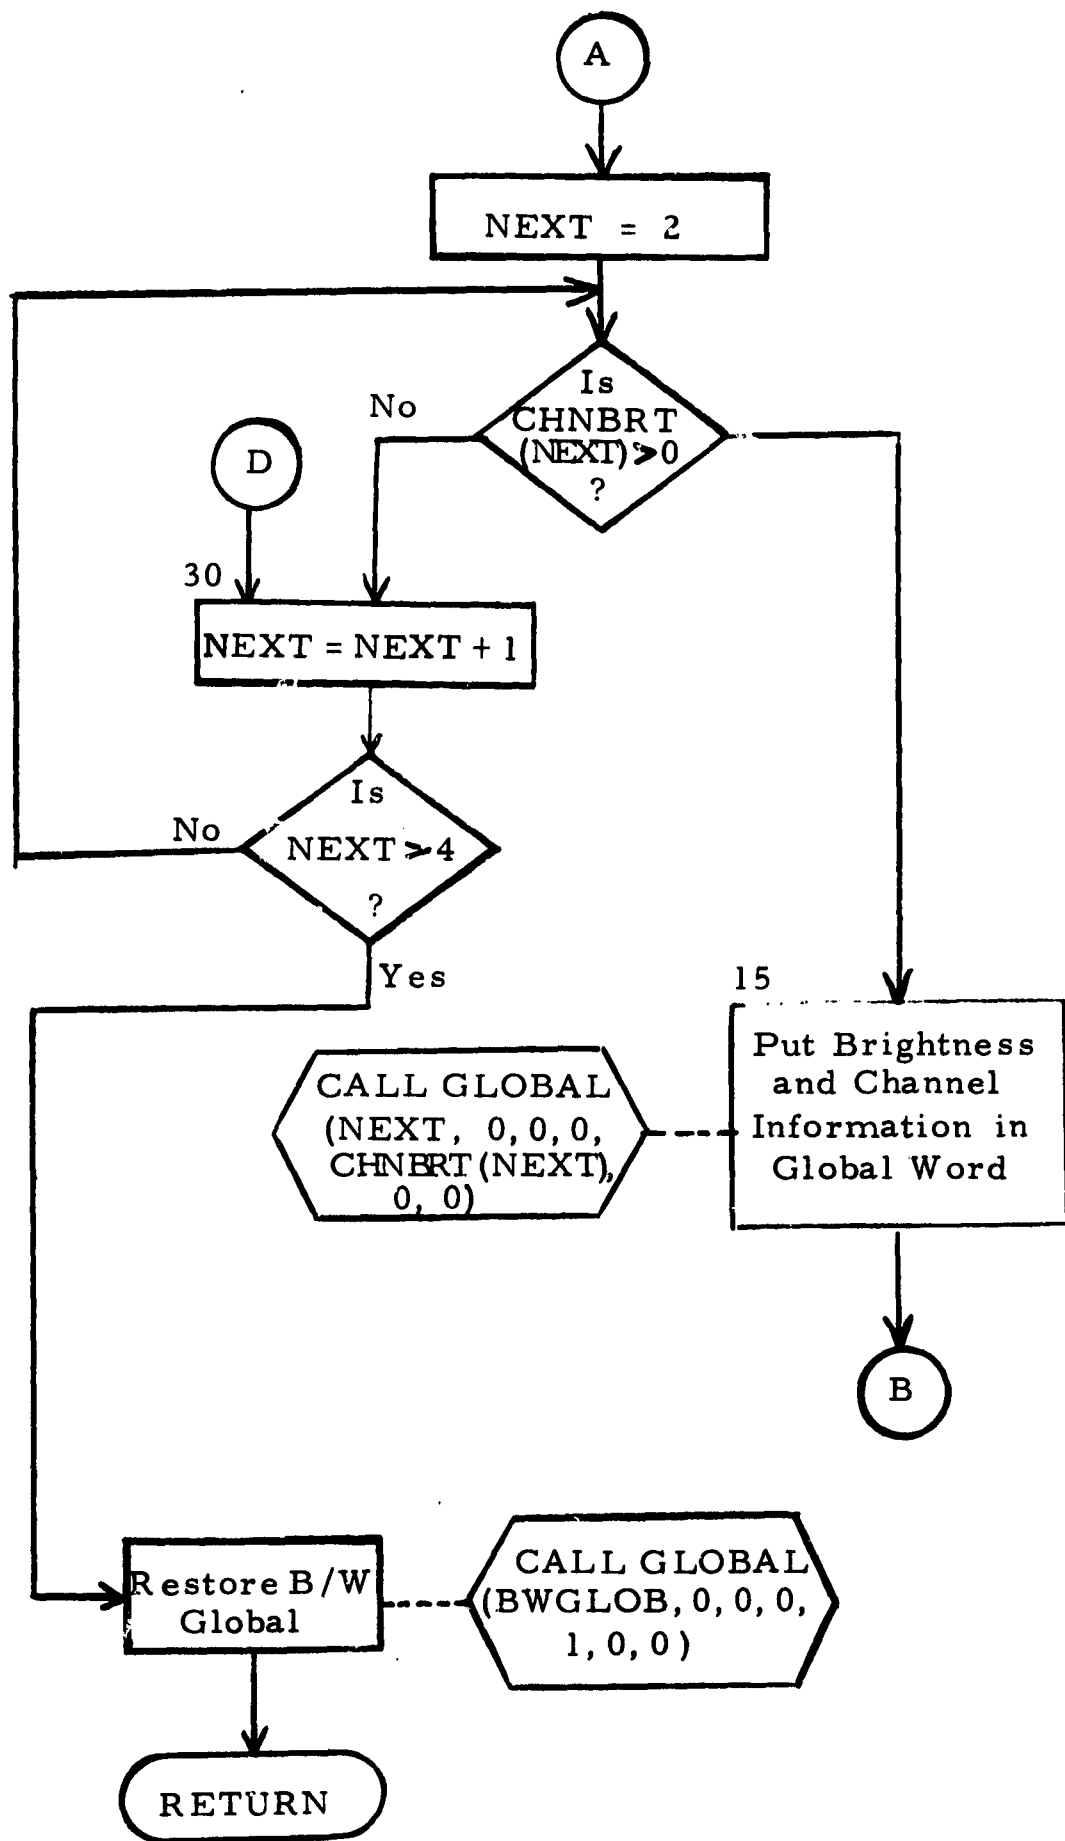 A
NEXT = 2
Is
CHNBRT
(NEXT) > 0
?
No
D
30
NEXT = NEXT + 1
Is
NEXT > 4
?
No
Yes
15
Put Brightness
and Channel
Information in
Global Word
CALL GLOBAL
(NEXT, 0, 0, 0,
CHNBRT (NEXT),
0, 0)
B
Restore B/W
Global
CALL GLOBAL
(BWGLOB, 0, 0, 0,
1, 0, 0)
RETURN